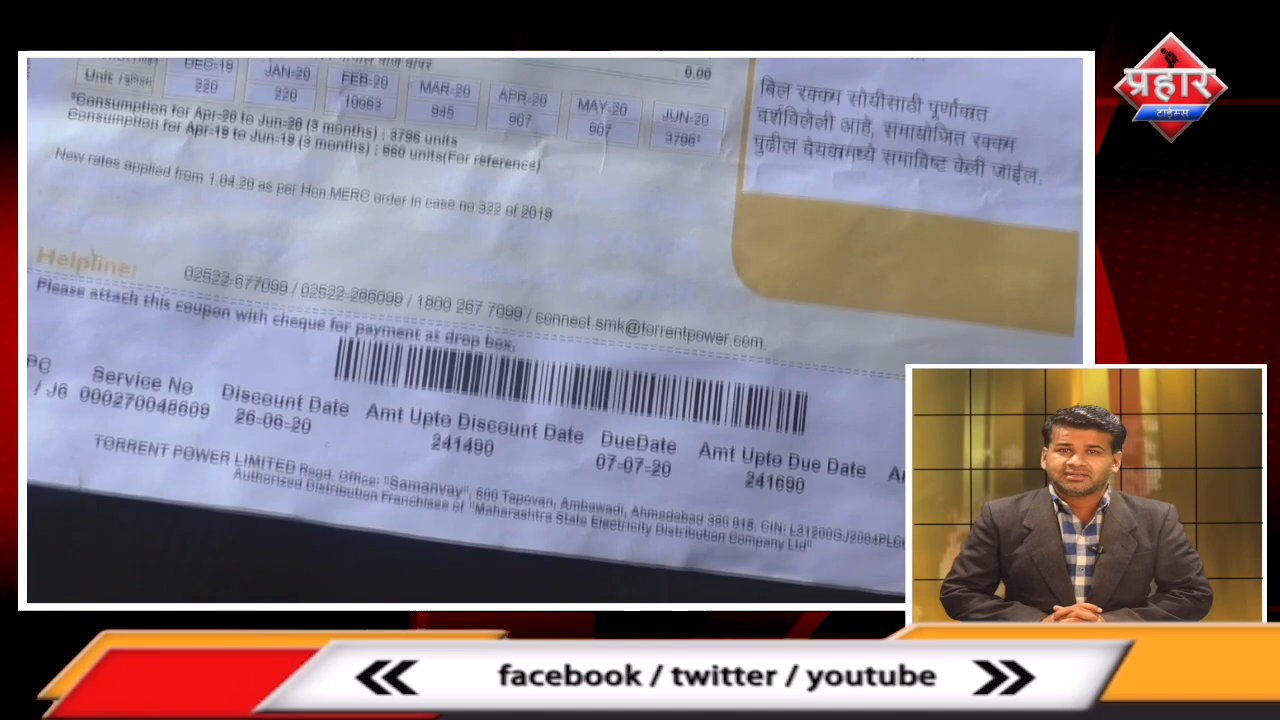 प्रहार
टाईम्स
0.00
Unit
DEC-19 JAN-20 FEB-20 MAR-20 APR-20 MAY-20 JUN-20
220 220 10663 945 907 907 3796*
*Consumption for Apr-20 to Jun-20 (3 months) : 3796 units
Consumption for Apr-19 to Jun-19 (3 months) : 660 units(For reference)
New rates applied from 1.04.20 as per Hon.MERC order in case no 322 of 2019
बिल रक्कम सोयीसाठी पूर्णांकात
दर्शविलेली आहे, समायोजित रक्कम
पुढील देयकामध्ये समाविष्ट केली जाईल.
Helpline:
02522-677099 / 02522-286099 / 1800 267 7099 / connect.smk@torrentpower.com.
Please attach this coupon with cheque for payment at drop box.
PC Service No Discount Date Amt Upto Discount Date DueDate Amt Upto Due Date
/ J6 000270048609 26-06-20 241490 07-07-20 241690
TORRENT POWER LIMITED Regd. Office: "Samanvay", 600 Tapovan, Ambawadi, Ahmedabad 380 015. CIN: L31200GJ2004PLC
Authorized Distribution Franchisee of "Maharashtra State Electricity Distribution Company Ltd"
facebook / twitter / youtube